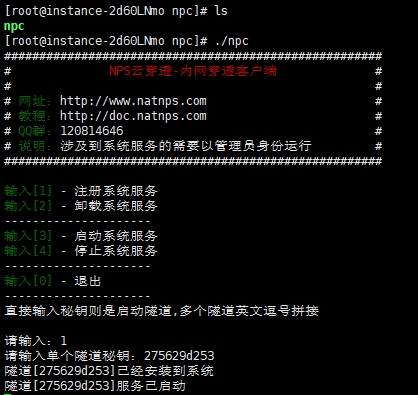 [root@instance-2d60LNmo npc]# ls
npc
[root@instance-2d60LNmo npc]# ./npc
####################################################
# NPS云穿透-内网穿透客户端 #
# #
# 网址: http://www.natnps.com #
# 教程: http://doc.natnps.com #
# QQ群: 120814646 #
# 说明: 涉及到系统服务的需要以管理员身份运行 #
####################################################
输入[1] - 注册系统服务
输入[2] - 卸载系统服务
--------------------
输入[3] - 启动系统服务
输入[4] - 停止系统服务
--------------------
输入[0] - 退出
--------------------
直接输入秘钥则是启动隧道,多个隧道英文逗号拼接
请输入: 1
请输入单个隧道秘钥: 275629d253
隧道[275629d253]已经安装到系统
隧道[275629d253]服务已启动